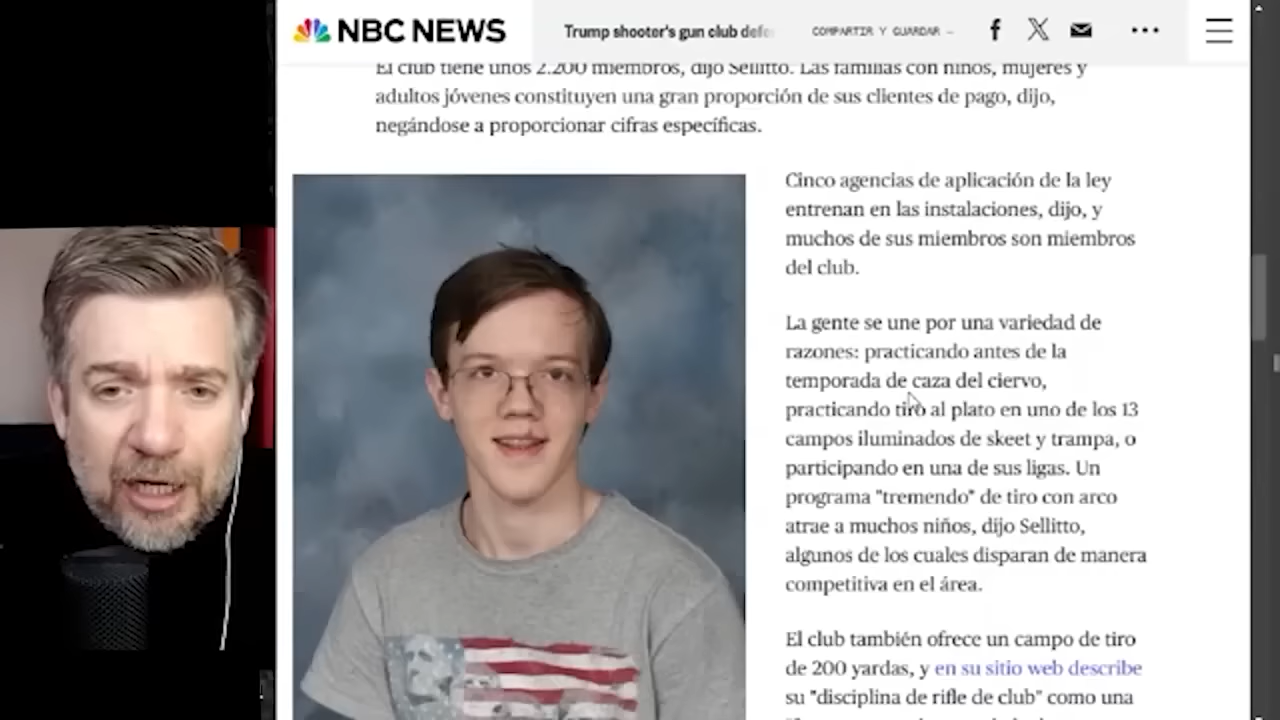 NBC NEWS
Trump shooter's gun club defe
COMPARTIR Y GUARDAR –
El club tiene unos 2.200 miembros, dijo Sellitto. Las familias con niños, mujeres y
adultos jóvenes constituyen una gran proporción de sus clientes de pago, dijo,
negándose a proporcionar cifras específicas.
Cinco agencias de aplicación de la ley
entrenan en las instalaciones, dijo, y
muchos de sus miembros son miembros
del club.
La gente se une por una variedad de
razones: practicando antes de la
temporada de caza del ciervo,
practicando tiro al plato en uno de los 13
campos iluminados de skeet y trampa, o
participando en una de sus ligas. Un
programa "tremendo" de tiro con arco
atrae a muchos niños, dijo Sellitto,
algunos de los cuales disparan de manera
competitiva en el área.
El club también ofrece un campo de tiro
de 200 yardas, y en su sitio web describe
su "disciplina de rifle de club" como una